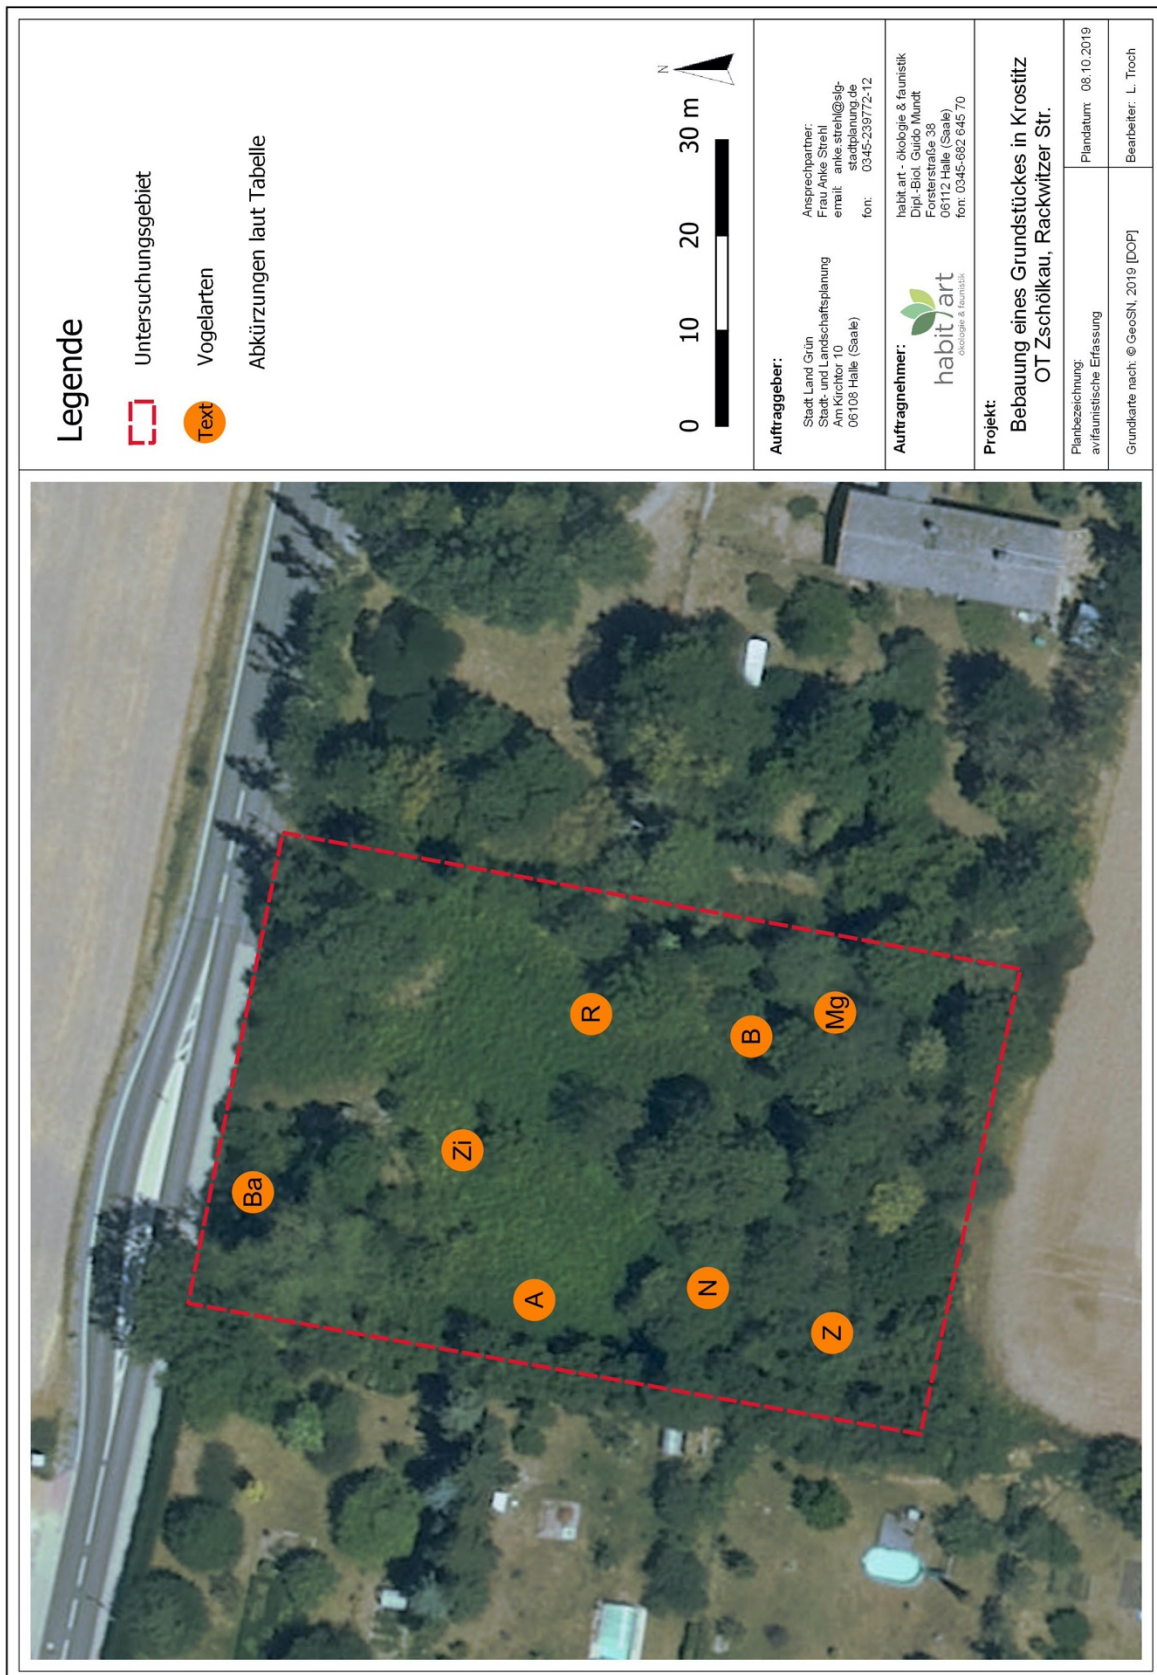 Legende
Untersuchungsgebiet
Text
Vogelarten
Abkürzungen laut Tabelle
N
0 10 20 30 m
Auftraggeber:
Stadt Land Grün
Stadt- und Landschaftsplanung
Am Kirchtor 10
06108 Halle (Saale)
Ansprechpartner:
Frau Anke Strehl
email: anke.strehl@slg-
stadtplanung.de
fon: 0345-239772-12
Auftragnehmer:
habit.art
ökologie & faunistik
habit.art - ökologie & faunistik
Dipl.-Biol. Guido Mundt
Forsterstraße 38
06112 Halle (Saale)
fon: 0345-682 645 70
Projekt:
Bebauung eines Grundstückes in Krostitz
OT Zschölkau, Rackwitzer Str.
Planbezeichnung:
avifaunistische Erfassung
Plandatum: 08.10.2019
Grundkarte nach: © GeoSN, 2019 [DOP]
Bearbeiter: L. Troch
Ba
Zi
A
R
N
B
Z
Mg